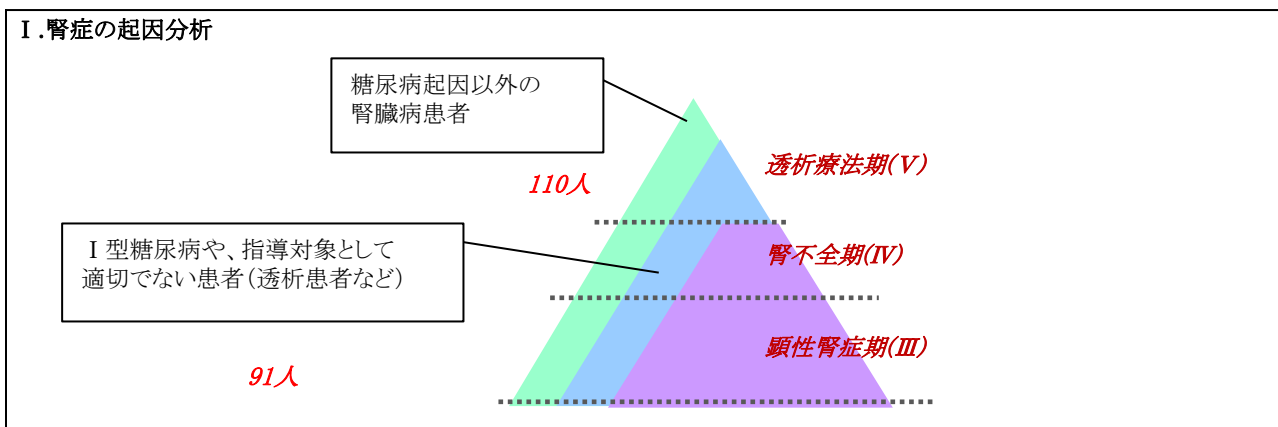 Ⅰ.腎症の起因分析
糖尿病起因以外の
腎臓病患者
透析療法期(Ⅴ)
110人
Ⅰ型糖尿病や、指導対象として
適切でない患者(透析患者など)
腎不全期(Ⅳ)
顕性腎症期(Ⅲ)
91人